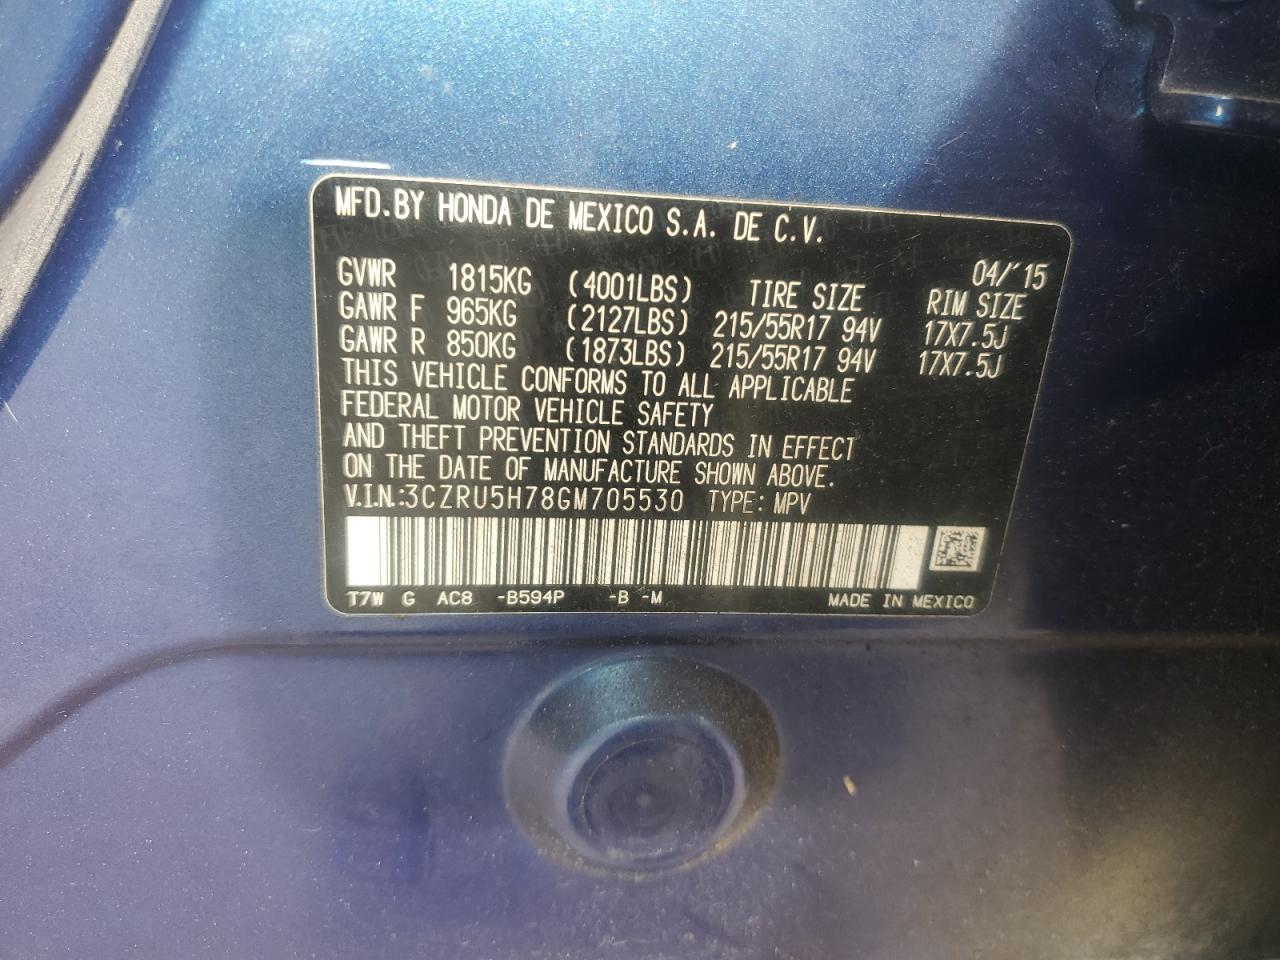 MFD.BY HONDA DE MEXICO S.A. DE C.V.
04/'15
GVWR 1815KG (4001LBS) TIRE SIZE RIM SIZE
GAWR F 965KG (2127LBS) 215/55R17 94V 17X7.5J
GAWR R 850KG (1873LBS) 215/55R17 94V 17X7.5J
THIS VEHICLE CONFORMS TO ALL APPLICABLE
FEDERAL MOTOR VEHICLE SAFETY
AND THEFT PREVENTION STANDARDS IN EFFECT
ON THE DATE OF MANUFACTURE SHOWN ABOVE.
V.I.N:3CZRU5H78GM705530 TYPE: MPV
T7W G AC8 -B594P -B -M MADE IN MEXICO